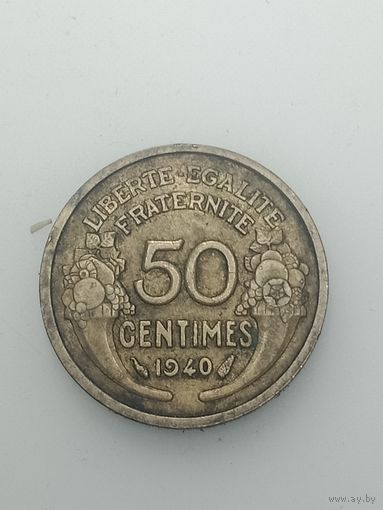 LIBERTE·EGALITE
FRATERNITE
50
CENTIMES
1940
www.ay.by